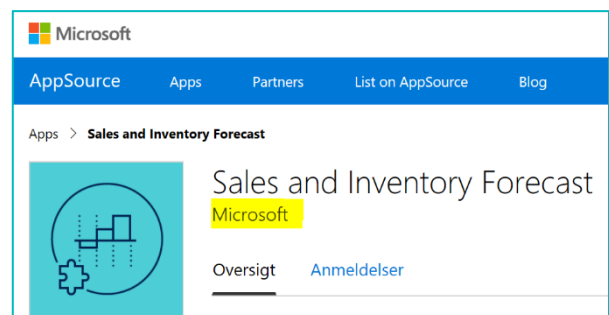 Microsoft
AppSource Apps Partners List on AppSource Blog
Apps > Sales and Inventory Forecast
Sales and Inventory Forecast
Microsoft
Oversigt Anmeldelser